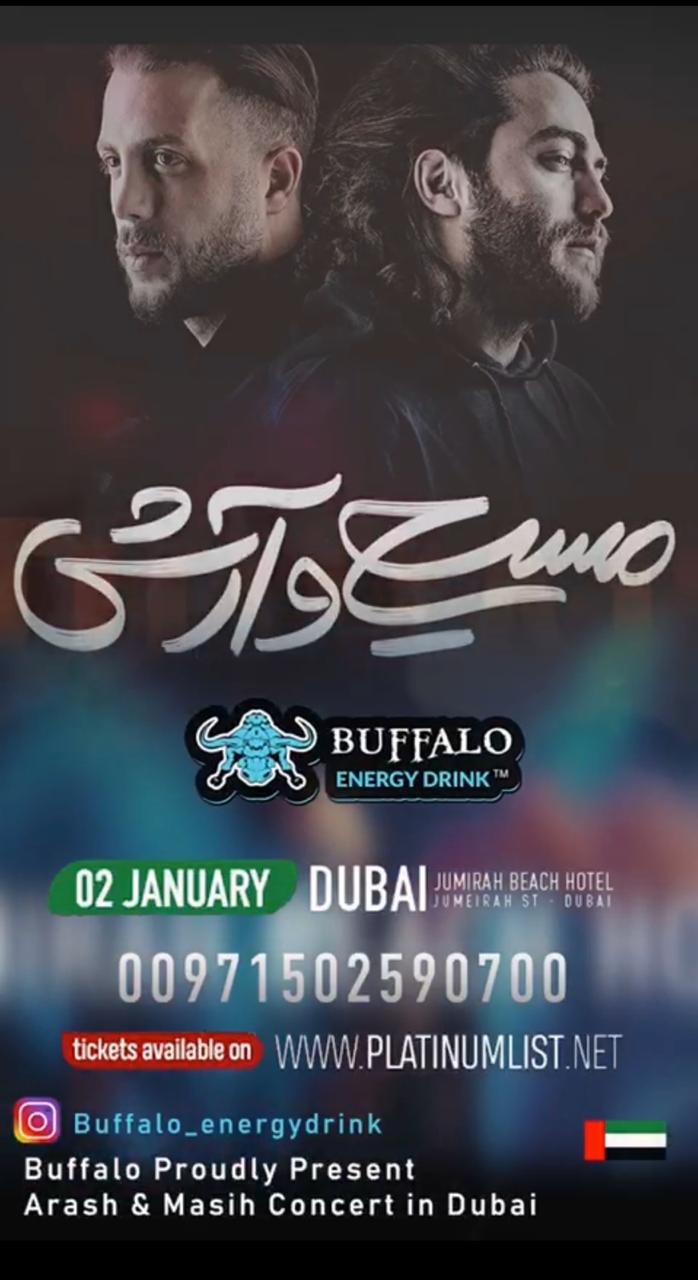 مسیح و آرش
BUFFALO
ENERGY DRINK™
02 JANUARY DUBAI JUMIRAH BEACH HOTEL
JUMEIRAH ST - DUBAI
00971502590700
tickets available on WWW.PLATINUMLIST.NET
Buffalo_energydrink
Buffalo Proudly Present
Arash & Masih Concert in Dubai